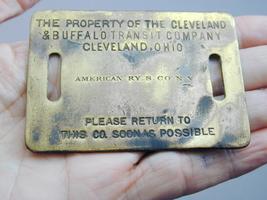 THE PROPERTY OF THE CLEVELAND
& BUFFALO TRANSIT COMPANY
CLEVELAND, OHIO
AMERICAN RY. S. CO N.Y.
PLEASE RETURN TO
THIS CO. SOON AS POSSIBLE